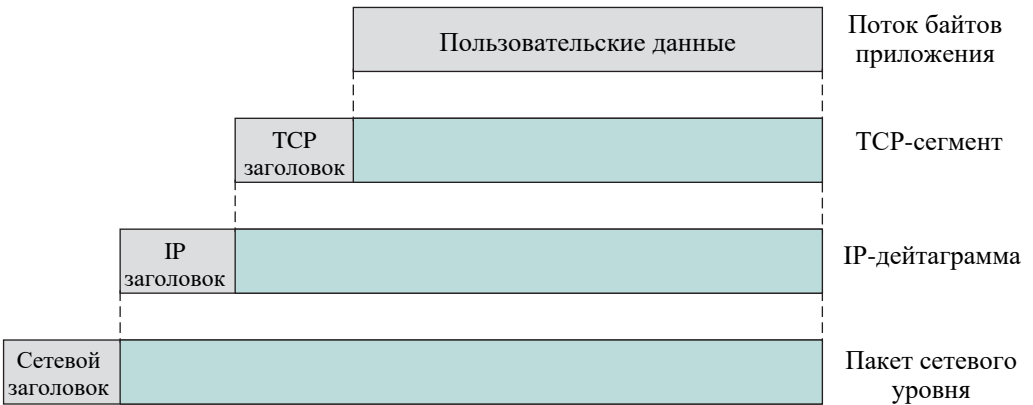 Пользовательские данные
Поток байтов
приложения
TCP
заголовок
TCP-сегмент
IP
заголовок
IP-дейтаграмма
Сетевой
заголовок
Пакет сетевого
уровня